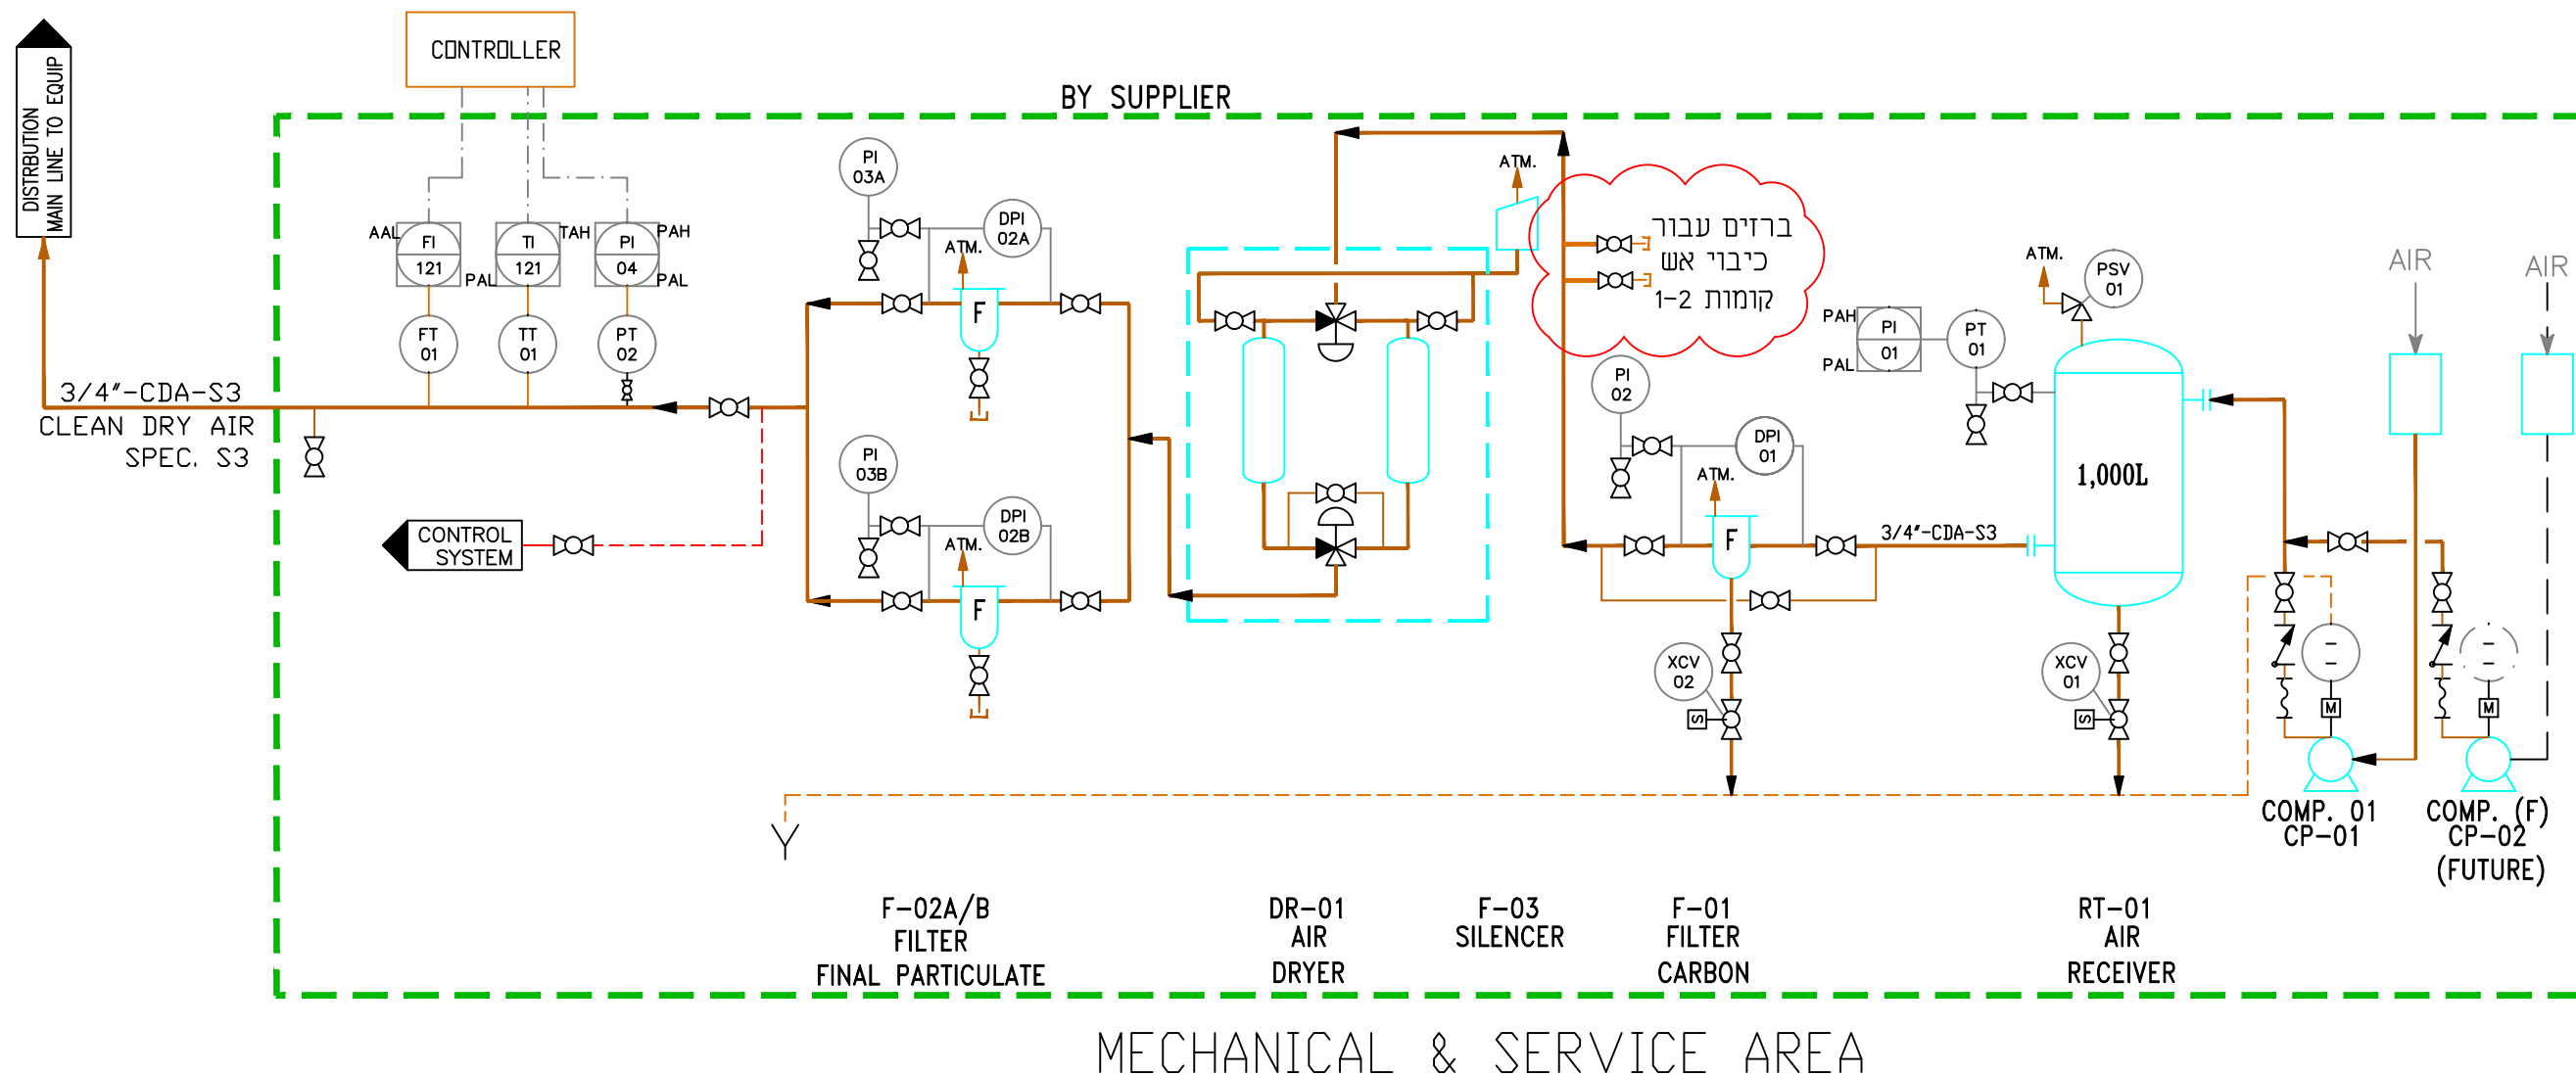 DISTRIBUTION
MAIN LINE TO EQUIP
CONTROLLER
BY SUPPLIER
AAL
FI
121
PAL
TI
121
TAH
PI
04
PAH
PAL
FT
01
TT
01
PT
02
3/4"-CDA-S3
CLEAN DRY AIR
SPEC. S3
CONTROL
SYSTEM
PI
03A
DPI
02A
ATM.
F
PI
03B
DPI
02B
ATM.
F
ATM.
ברזים עבור
כיבוי אש
קומות 1-2
PI
02
DPI
01
ATM.
F
3/4"-CDA-S3
XCV
02
S
PAH
PI
01
PAL
PT
01
ATM.
PSV
01
1,000L
XCV
01
S
AIR
AIR
M
M
COMP. 01
CP-01
COMP. (F)
CP-02
(FUTURE)
F-02A/B
FILTER
FINAL PARTICULATE
DR-01
AIR
DRYER
F-03
SILENCER
F-01
FILTER
CARBON
RT-01
AIR
RECEIVER
MECHANICAL & SERVICE AREA